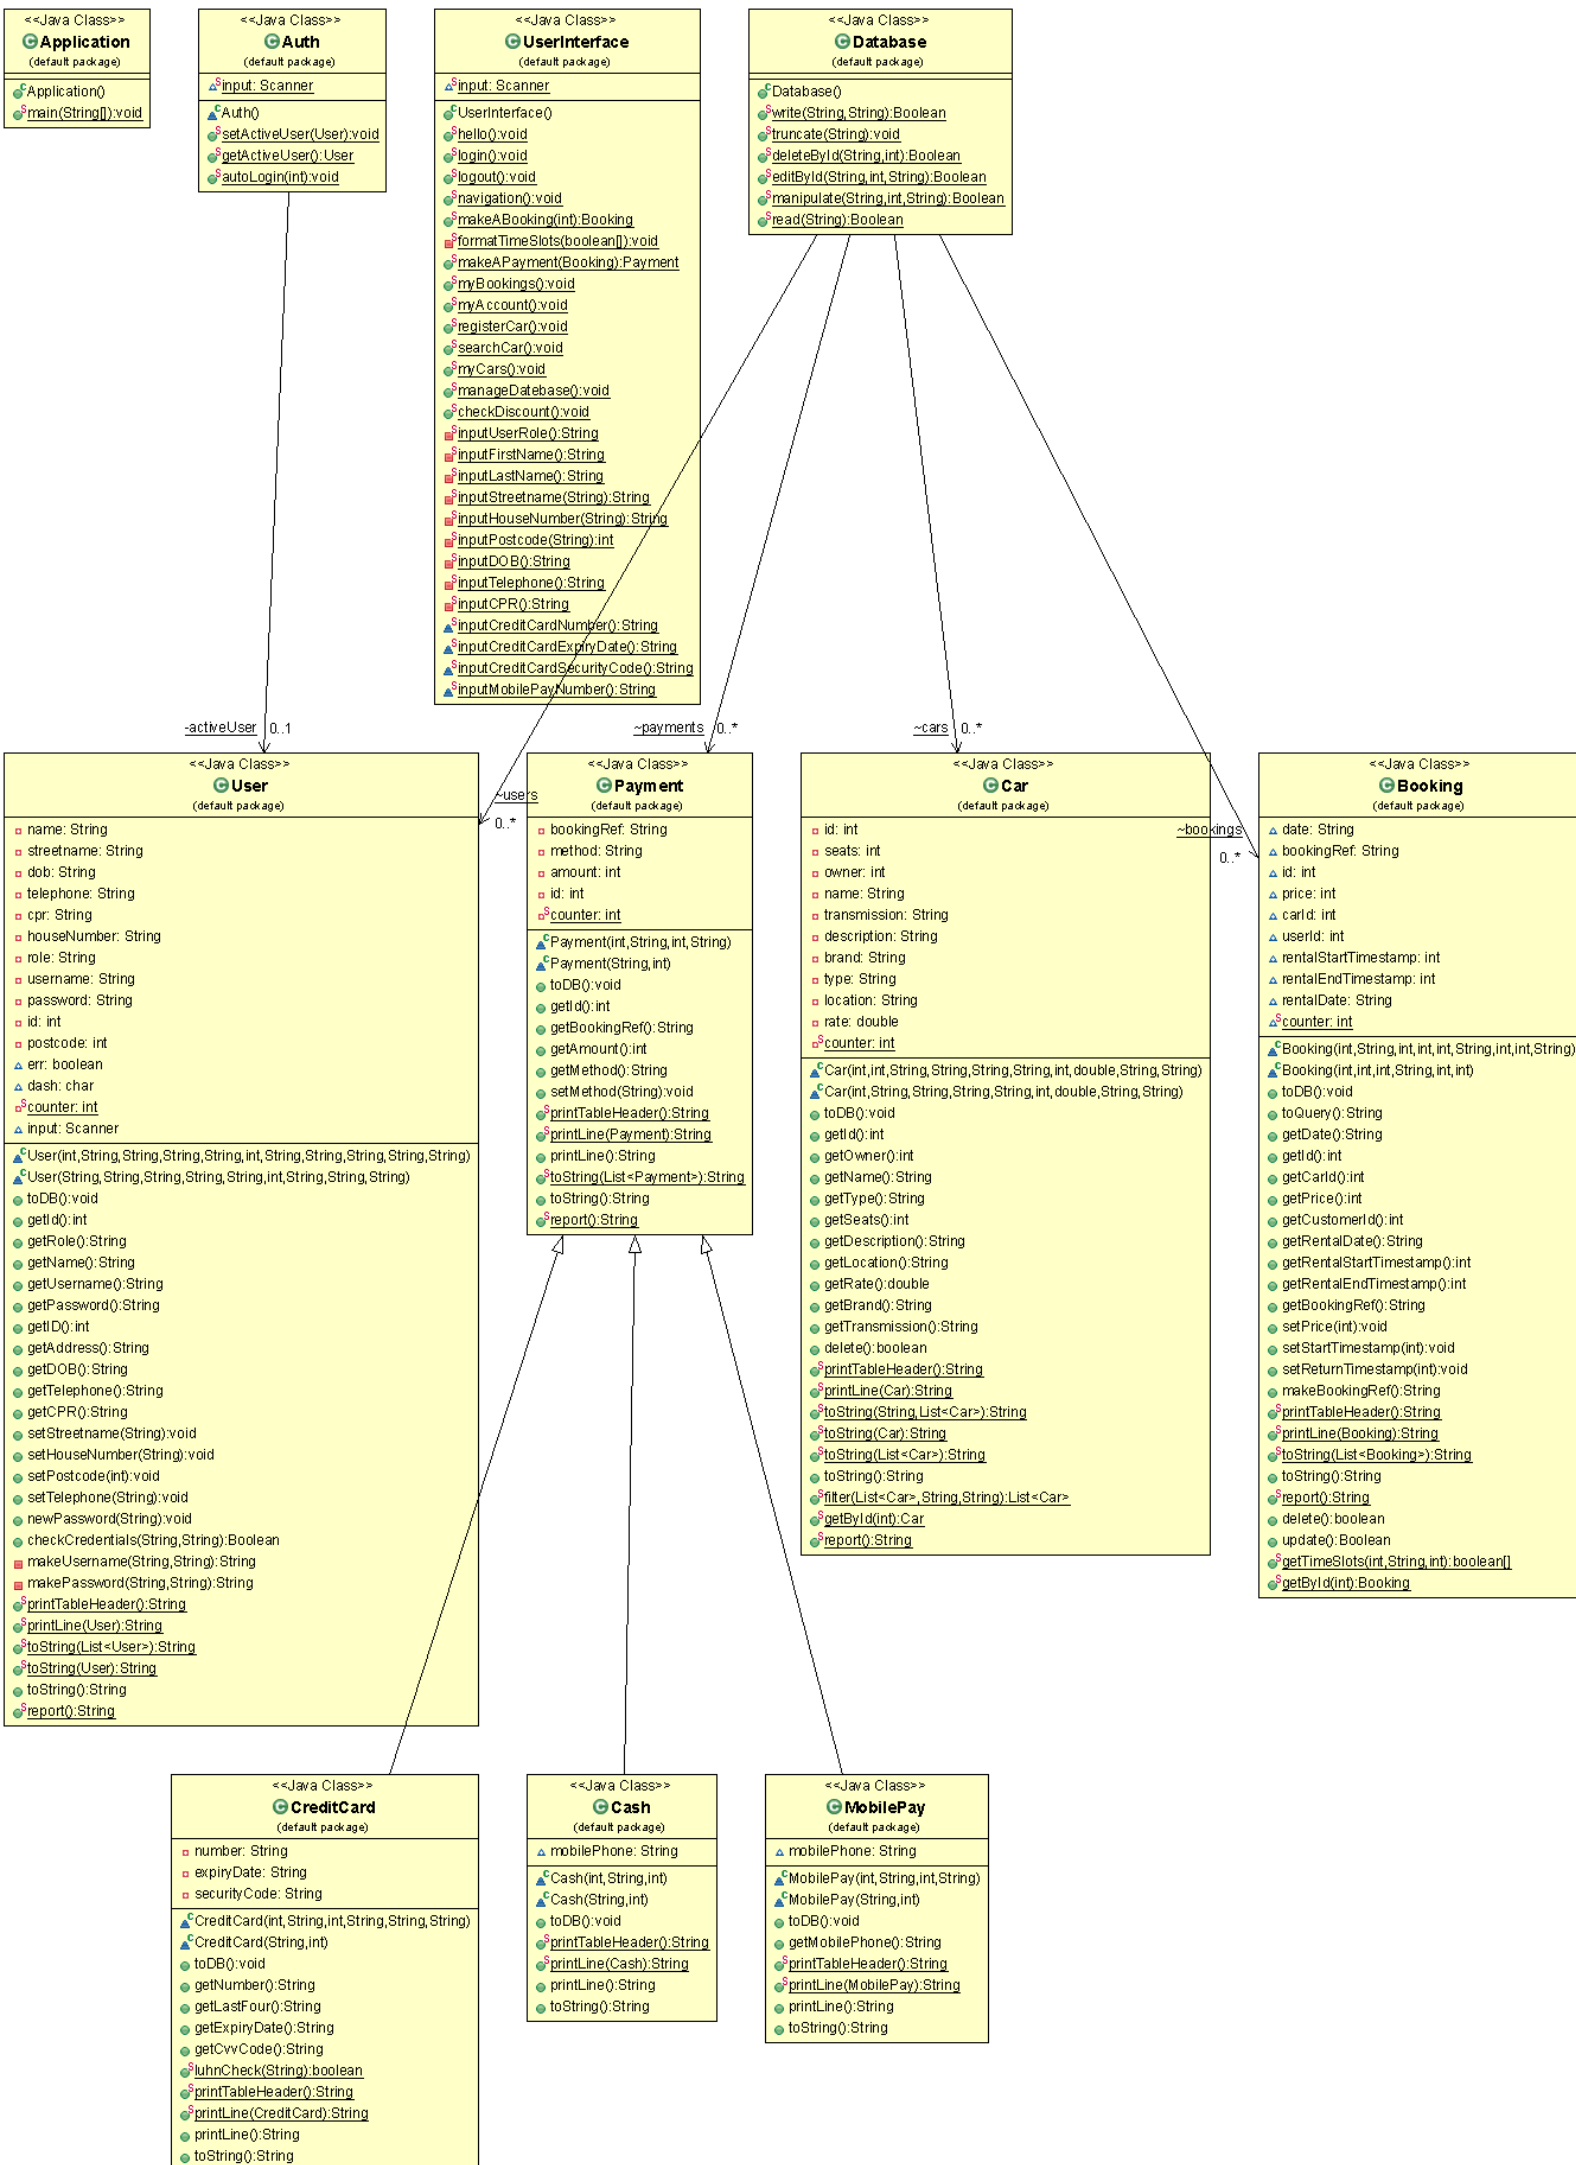 <<Java Class>>
Application
(default package)
Application()
main(String[]):void
<<Java Class>>
Auth
(default package)
input: Scanner
Auth()
setActiveUser(User):void
getActiveUser():User
autoLogin(int):void
<<Java Class>>
UserInterface
(default package)
input: Scanner
UserInterface()
hello():void
login():void
logout():void
navigation():void
makeABooking(int):Booking
formatTimeSlots(boolean[]):void
makeAPayment(Booking):Payment
myBookings():void
myAccount():void
registerCar():void
searchCar():void
myCars():void
manageDatebase():void
checkDiscount():void
inputUserRole():String
inputFirstName():String
inputLastName():String
inputStreetname(String):String
inputHouseNumber(String):String
inputPostcode(String):int
inputDOB():String
inputTelephone():String
inputCPR():String
inputCreditCardNumber():String
inputCreditCardExpiryDate():String
inputCreditCardSecurityCode():String
inputMobilePayNumber():String
<<Java Class>>
Database
(default package)
Database()
write(String,String):Boolean
truncate(String):void
deleteById(String,int):Boolean
editById(String,int,String):Boolean
manipulate(String,int,String):Boolean
read(String):Boolean
-activeUser 0..1
~payments 0..*
~cars 0..*
~users
0..*
~bookings
0..*
<<Java Class>>
User
(default package)
name: String
streetname: String
dob: String
telephone: String
cpr: String
houseNumber: String
role: String
username: String
password: String
id: int
postcode: int
err: boolean
dash: char
counter: int
input: Scanner
User(int,String,String,String,String,int,String,String,String,String,String)
User(String,String,String,String,String,int,String,String,String)
toDB():void
getId():int
getRole():String
getName():String
getUsername():String
getPassword():String
getID():int
getAddress():String
getDOB():String
getTelephone():String
getCPR():String
setStreetname(String):void
setHouseNumber(String):void
setPostcode(int):void
setTelephone(String):void
newPassword(String):void
checkCredentials(String,String):Boolean
makeUsername(String,String):String
makePassword(String,String):String
printTableHeader():String
printLine(User):String
toString(List<User>):String
toString(User):String
toString():String
report():String
<<Java Class>>
Payment
(default package)
bookingRef: String
method: String
amount: int
id: int
counter: int
Payment(int,String,int,String)
Payment(String,int)
toDB():void
getId():int
getBookingRef():String
getAmount():int
getMethod():String
setMethod(String):void
printTableHeader():String
printLine(Payment):String
printLine():String
toString(List<Payment>):String
toString():String
report():String
<<Java Class>>
Car
(default package)
id: int
seats: int
owner: int
name: String
transmission: String
description: String
brand: String
type: String
location: String
rate: double
counter: int
Car(int,int,String,String,String,String,int,double,String,String)
Car(int,String,String,String,String,int,double,String,String)
toDB():void
getId():int
getOwner():int
getName():String
getType():String
getSeats():int
getDescription():String
getLocation():String
getRate():double
getBrand():String
getTransmission():String
delete():boolean
printTableHeader():String
printLine(Car):String
toString(String,List<Car>):String
toString(Car):String
toString(List<Car>):String
toString():String
filter(List<Car>,String,String):List<Car>
getById(int):Car
report():String
<<Java Class>>
Booking
(default package)
date: String
bookingRef: String
id: int
price: int
carId: int
userId: int
rentalStartTimestamp: int
rentalEndTimestamp: int
rentalDate: String
counter: int
Booking(int,String,int,int,int,String,int,int,String)
Booking(int,int,int,String,int,int)
toDB():void
toQuery():String
getDate():String
getId():int
getCarId():int
getPrice():int
getCustomerId():int
getRentalDate():String
getRentalStartTimestamp():int
getRentalEndTimestamp():int
getBookingRef():String
setPrice(int):void
setStartTimestamp(int):void
setReturnTimestamp(int):void
makeBookingRef():String
printTableHeader():String
printLine(Booking):String
toString(List<Booking>):String
toString():String
report():String
delete():boolean
update():Boolean
getTimeSlots(int,String,int):boolean[]
getById(int):Booking
<<Java Class>>
CreditCard
(default package)
number: String
expiryDate: String
securityCode: String
CreditCard(int,String,int,String,String,String)
CreditCard(String,int)
toDB():void
getNumber():String
getLastFour():String
getExpiryDate():String
getCvvCode():String
luhnCheck(String):boolean
printTableHeader():String
printLine(CreditCard):String
printLine():String
toString():String
<<Java Class>>
Cash
(default package)
mobilePhone: String
Cash(int,String,int)
Cash(String,int)
toDB():void
printTableHeader():String
printLine(Cash):String
printLine():String
toString():String
<<Java Class>>
MobilePay
(default package)
mobilePhone: String
MobilePay(int,String,int,String)
MobilePay(String,int)
toDB():void
getMobilePhone():String
printTableHeader():String
printLine(MobilePay):String
printLine():String
toString():String